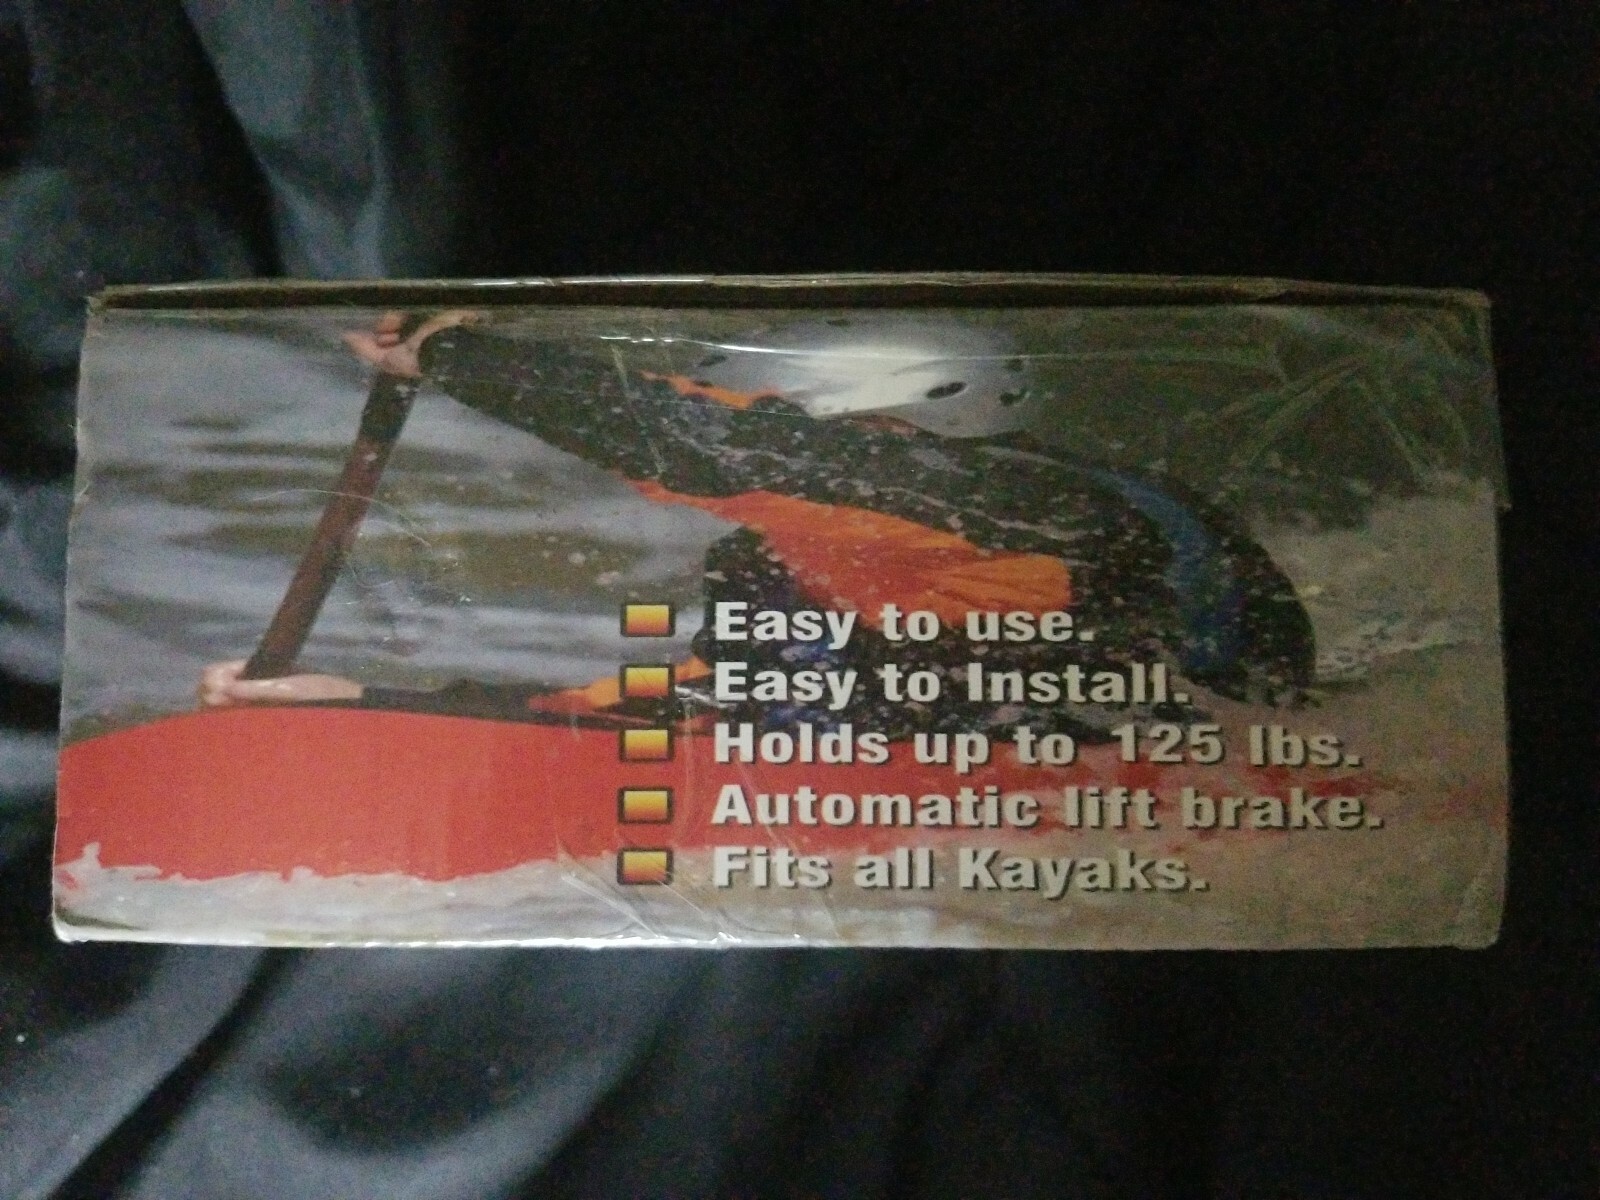 Easy to use.
Easy to Install.
Holds up to 125 lbs.
Automatic lift brake.
Fits all Kayaks.